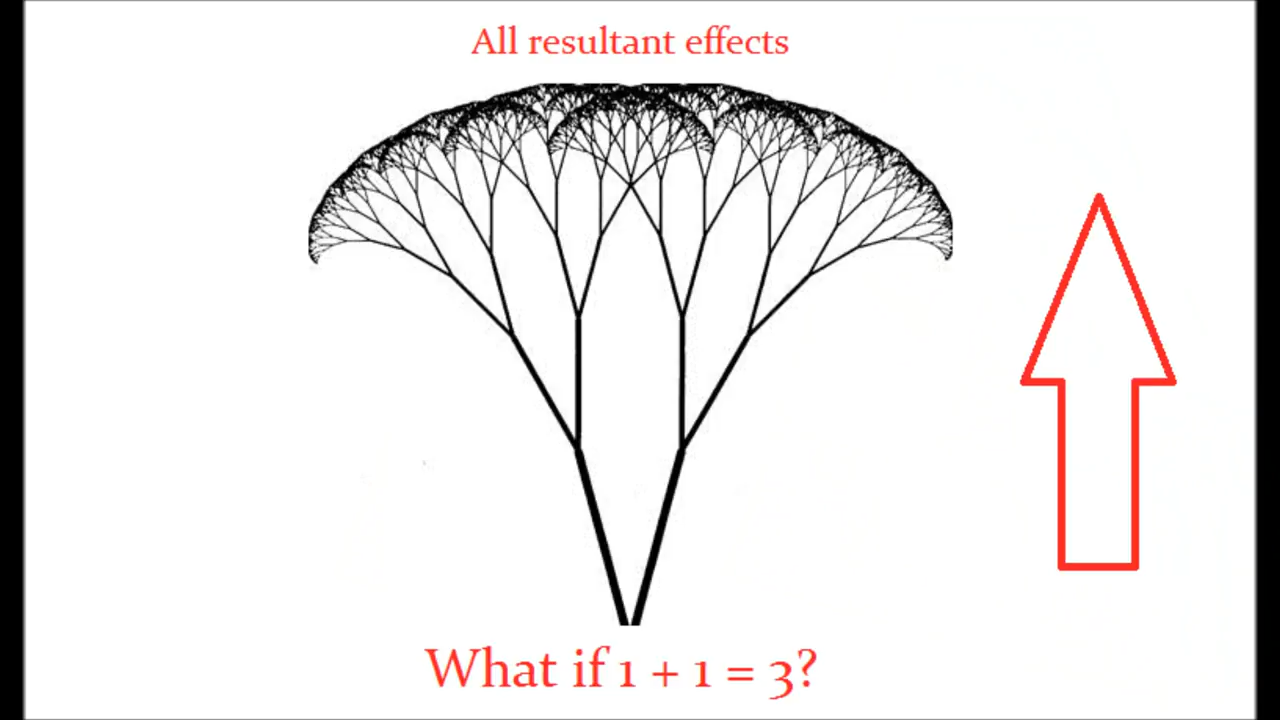 All resultant effects
What if 1 + 1 = 3?